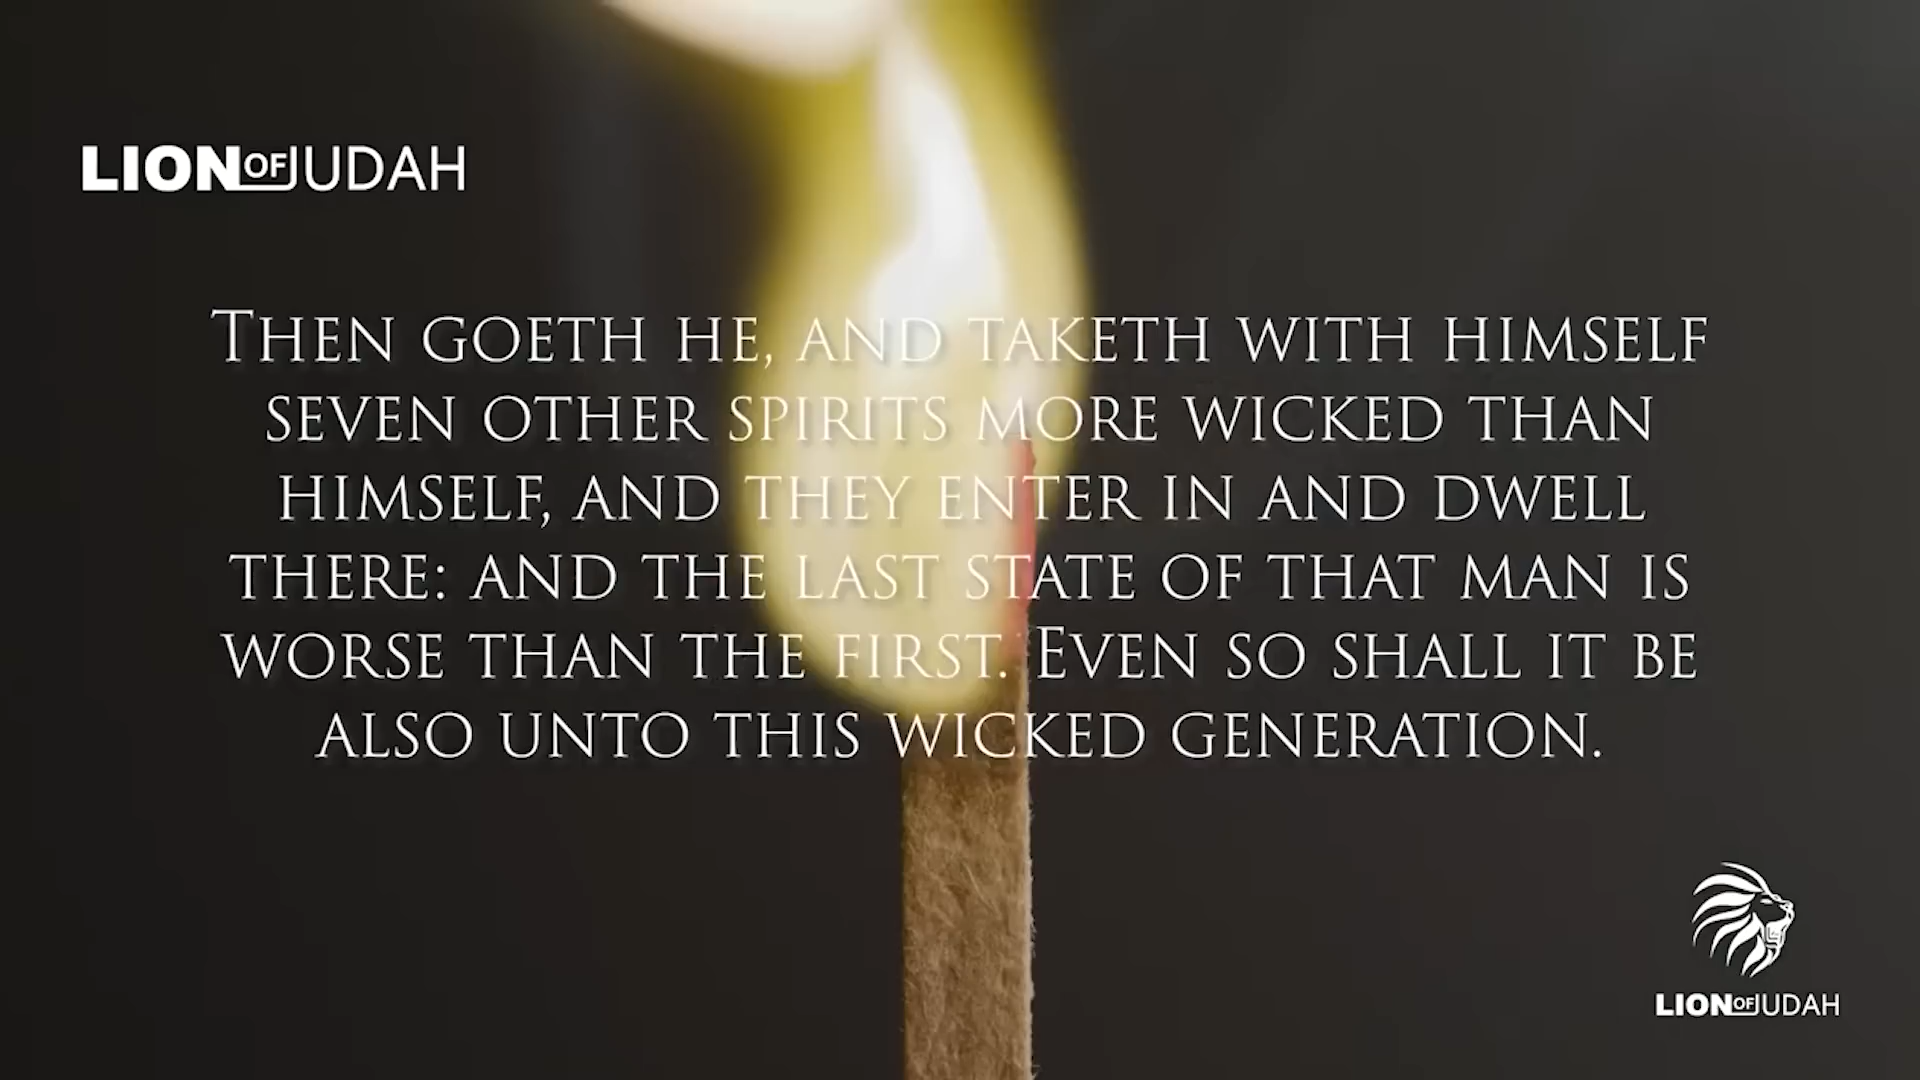 LION OF JUDAH
THEN GOETH HE, AND TAKETH WITH HIMSELF
SEVEN OTHER SPIRITS MORE WICKED THAN
HIMSELF, AND THEY ENTER IN AND DWELL
THERE: AND THE LAST STATE OF THAT MAN IS
WORSE THAN THE FIRST. EVEN SO SHALL IT BE
ALSO UNTO THIS WICKED GENERATION.
LION OF JUDAH